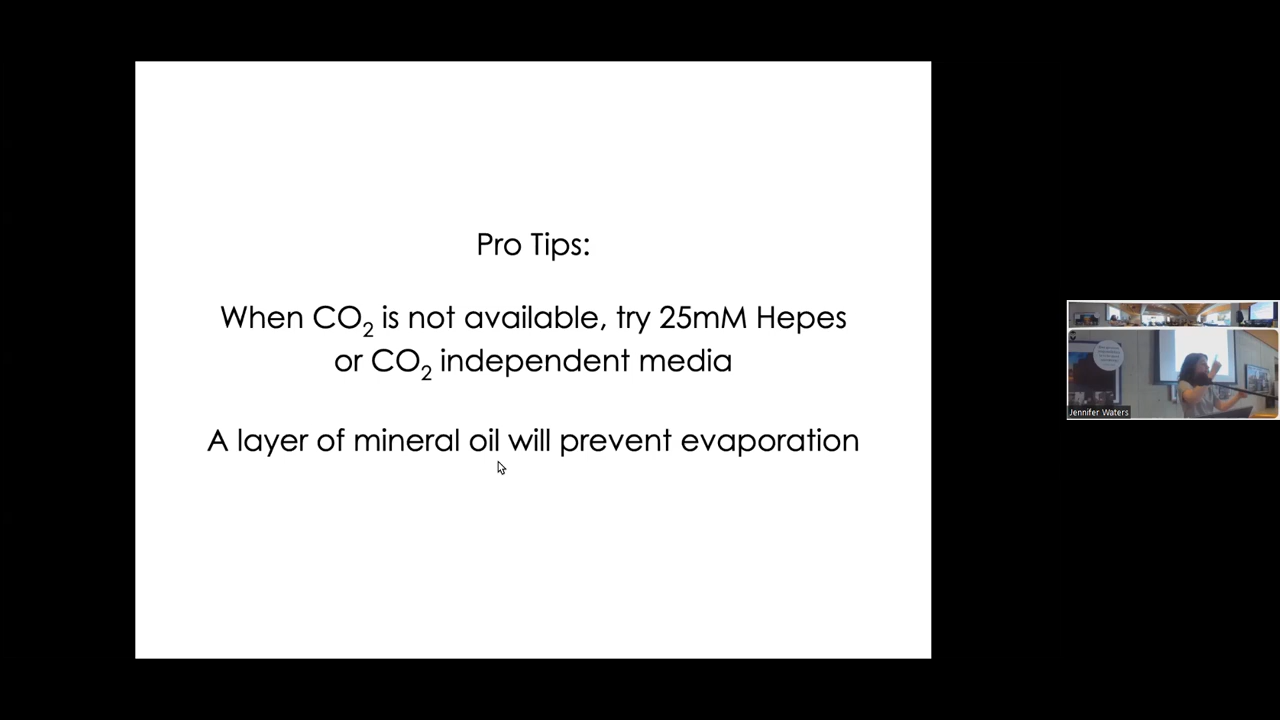 Pro Tips:
When CO₂ is not available, try 25mM Hepes
or CO₂ independent media
A layer of mineral oil will prevent evaporation
Jennifer Waters